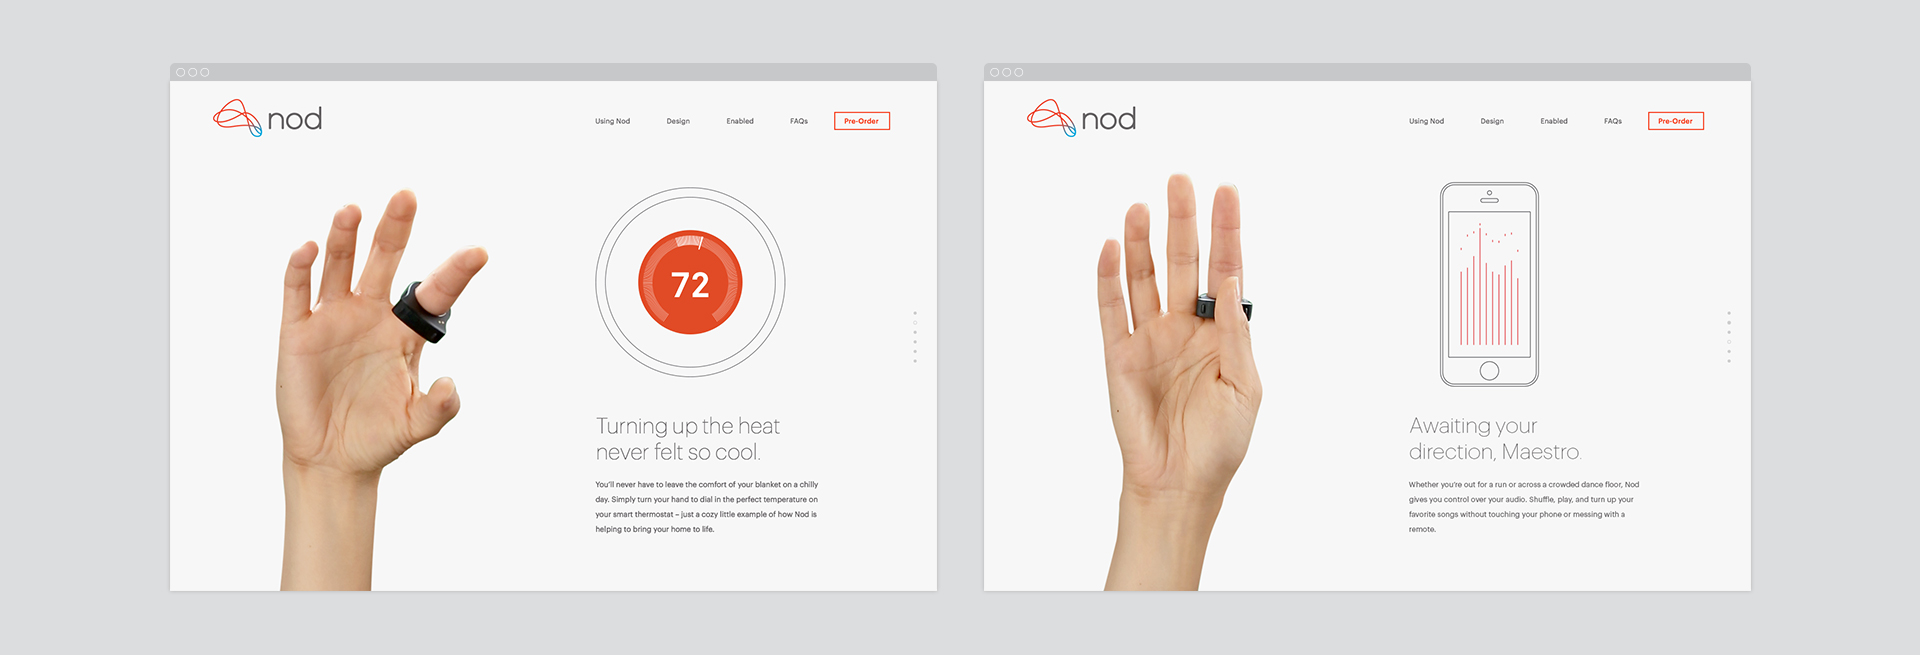 nod
Using Nod
Design
Enabled
FAQs
Pre-Order
72
Turning up the heat
never felt so cool.
You'll never have to leave the comfort of your blanket on a chilly
day. Simply turn your hand to dial in the perfect temperature on
your smart thermostat – just a cozy little example of how Nod is
helping to bring your home to life.
nod
Using Nod
Design
Enabled
FAQs
Pre-Order
Awaiting your
direction, Maestro.
Whether you're out for a run or across a crowded dance floor, Nod
gives you control over your audio. Shuffle, play, and turn up your
favorite songs without touching your phone or messing with a
remote.